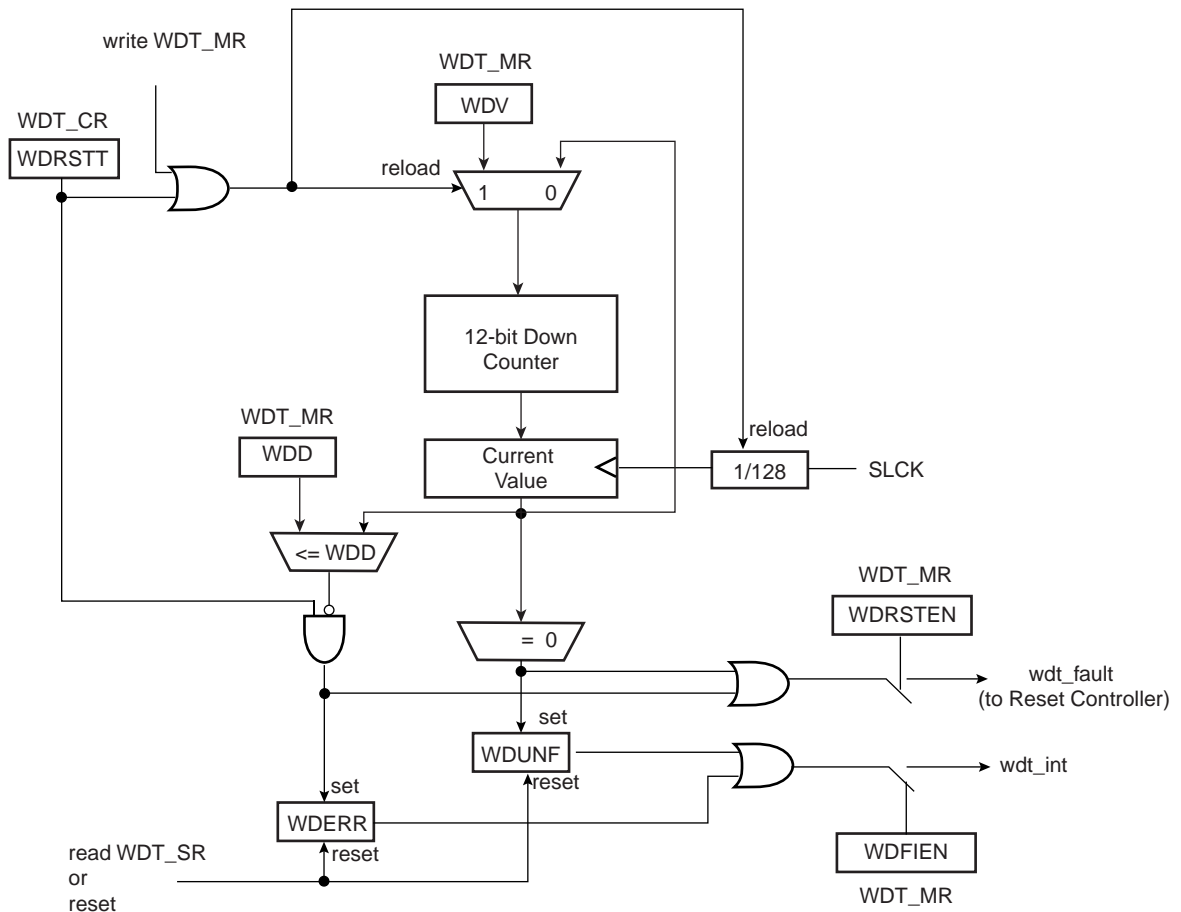 write WDT_MR
WDT_MR
WDV
WDT_CR
WDRSTT
reload
1 0
12-bit Down
Counter
WDT_MR
WDD
Current
Value
reload
1/128
SLCK
<= WDD
= 0
WDT_MR
WDRSTEN
wdt_fault
(to Reset Controller)
set
WDUNF
reset
wdt_int
set
WDERR
reset
read WDT_SR
or
reset
WDFIEN
WDT_MR